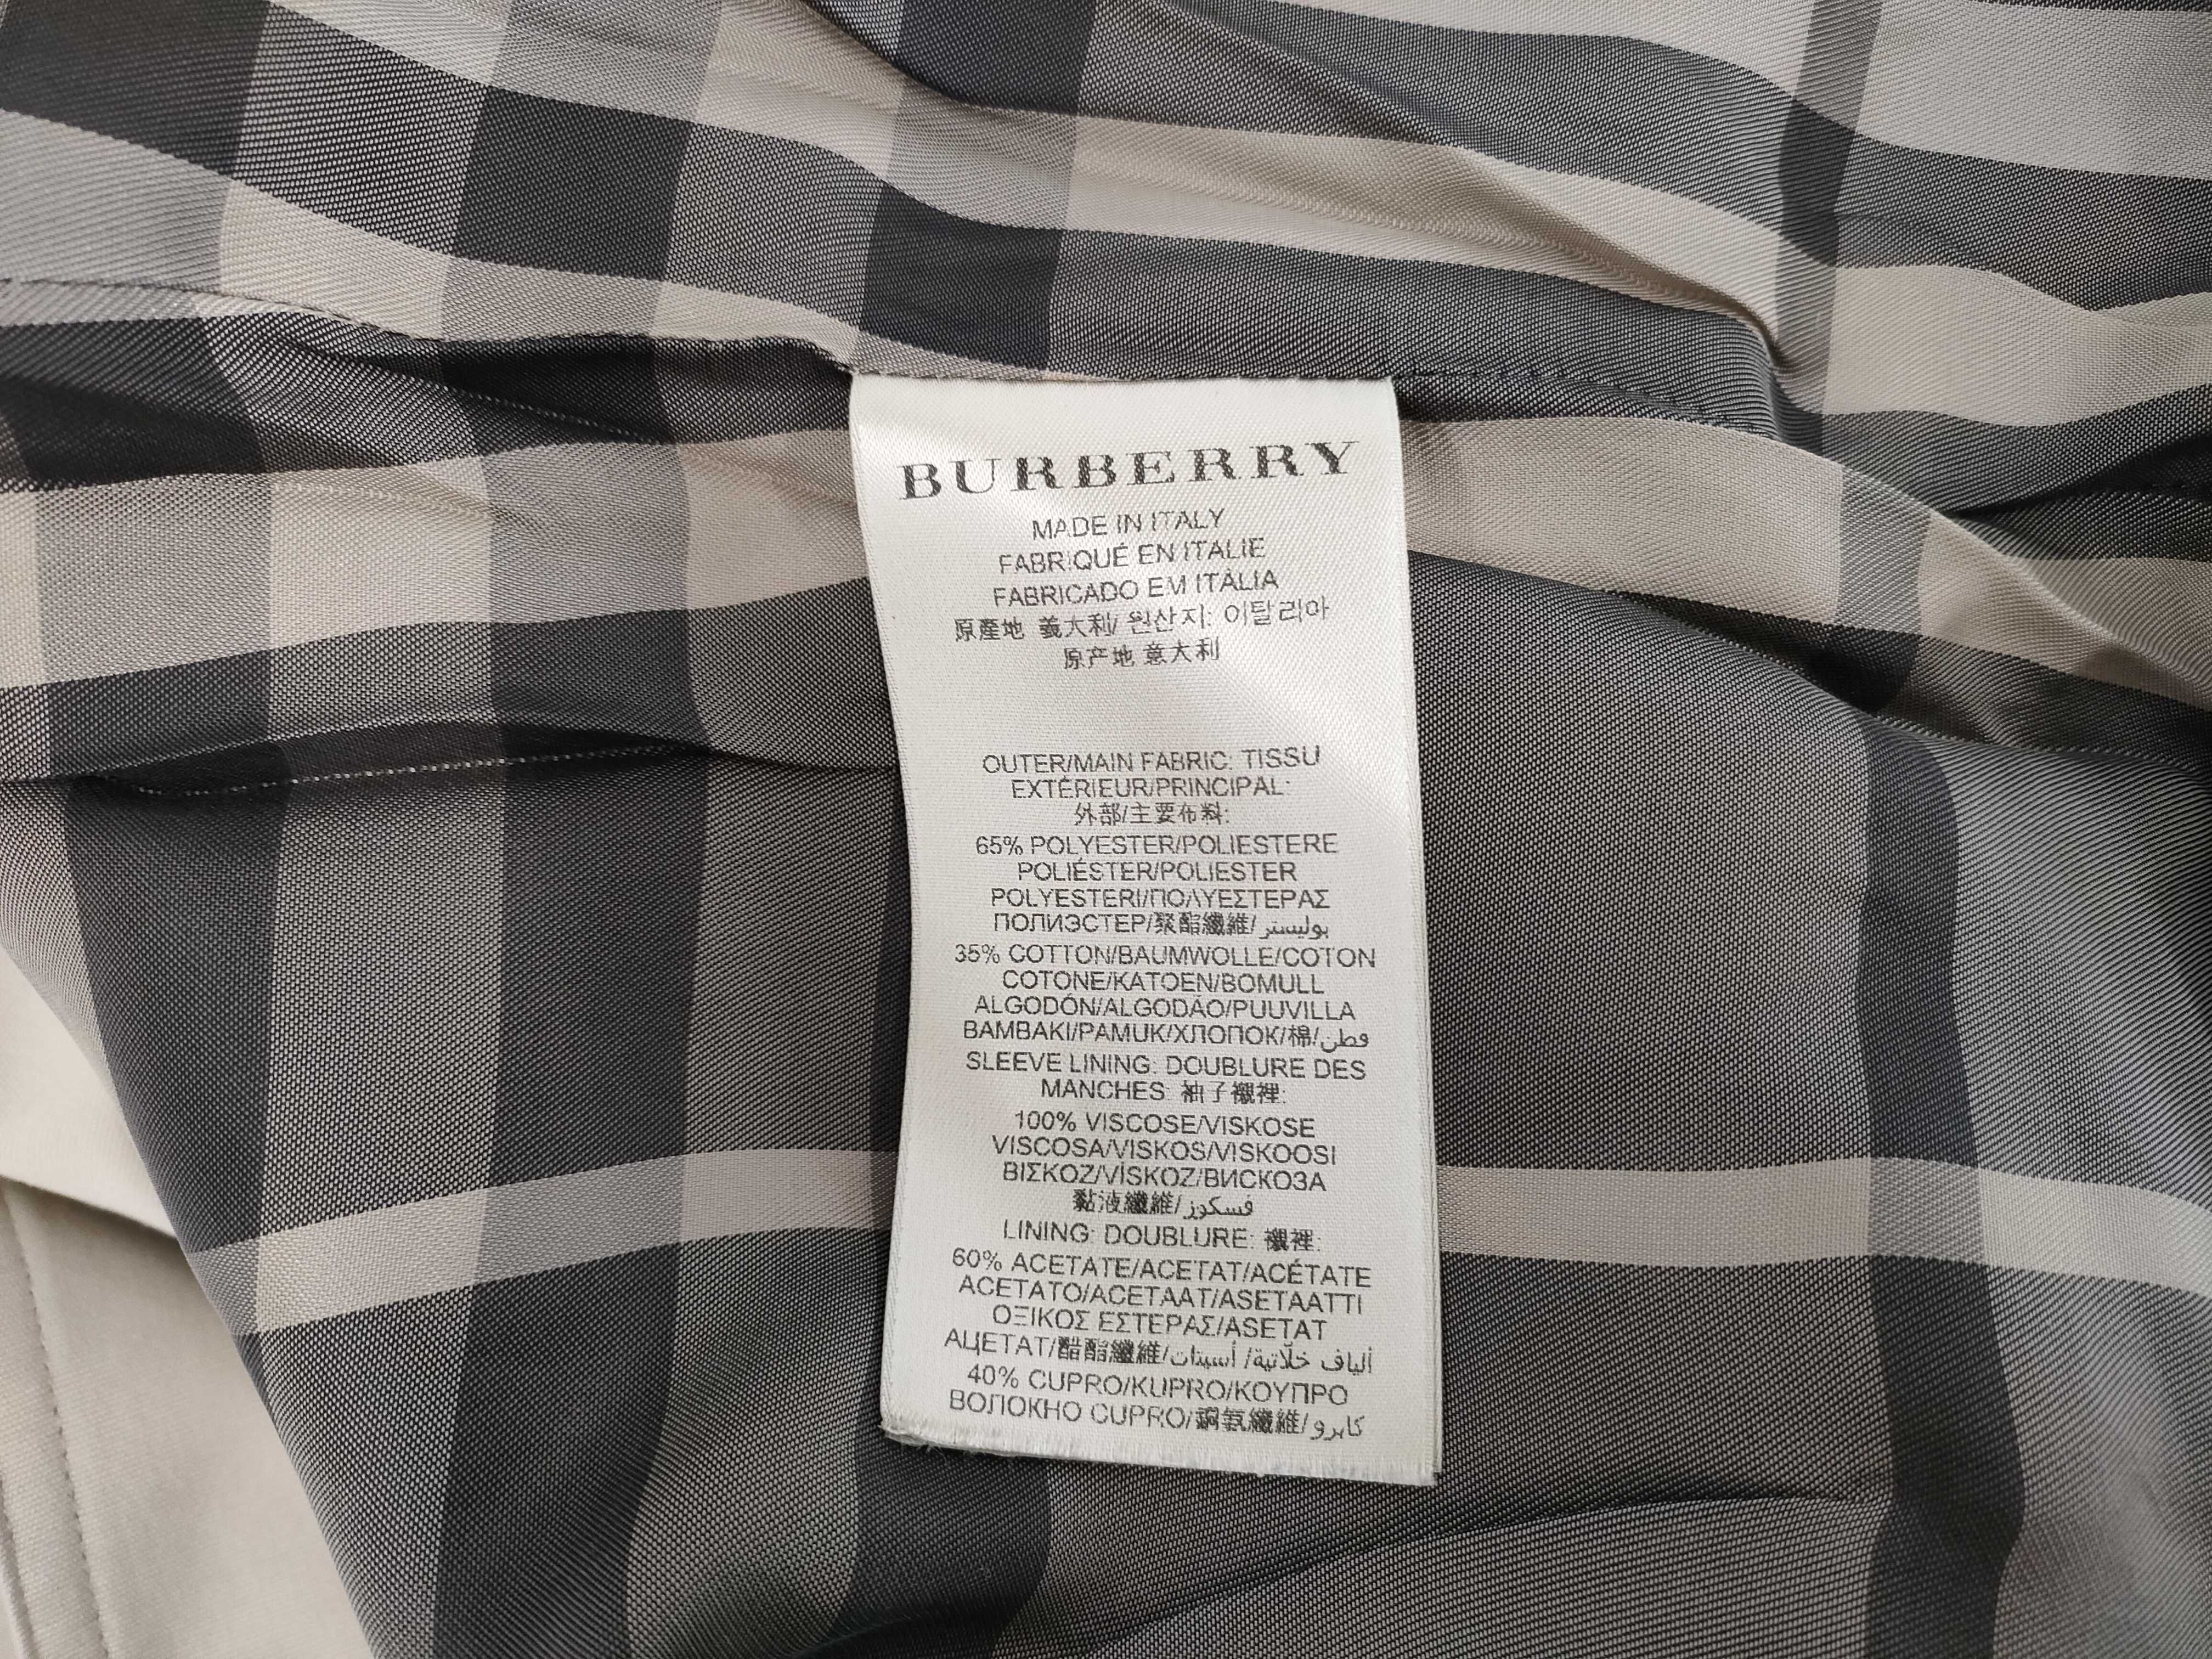 BURBERRY
MADE IN ITALY
FABRIQUÉ EN ITALIE
FABRICADO EM ITÁLIA
原產地 義大利/ 원산지: 이탈리아
原产地 意大利
OUTER/MAIN FABRIC: TISSU
EXTÉRIEUR/PRINCIPAL:
外部/主要布料:
65% POLYESTER/POLIESTERE
POLIÉSTER/POLIESTER
POLYESTERI/ΠΟΛΥΕΣΤΕΡΑΣ
ПОЛИЭСТЕР/聚酯纖維/بوليستر
35% COTTON/BAUMWOLLE/COTON
COTONE/KATOEN/BOMULL
ALGODÓN/ALGODÃO/PUUVILLA
BAMBAKI/PAMUK/ХЛОПОК/棉/قطن
SLEEVE LINING: DOUBLURE DES
MANCHES: 袖子襯裡:
100% VISCOSE/VISKOSE
VISCOSA/VISKOS/VISKOOSI
ΒΙΣΚΟΖ/VİSKOZ/ВИСКОЗА
黏液纖維/فسكوز
LINING: DOUBLURE: 襯裡:
60% ACETATE/ACETAT/ACÉTATE
ACETATO/ACETAAT/ASETAATTI
ΟΞΙΚΟΣ ΕΣΤΕΡΑΣ/ASETAT
АЦЕТАТ/醋酯纖維/ألياف خلّاتية/ أسيتات
40% CUPRO/KUPRO/ΚΟΥΠΡΟ
ВОЛОКНО CUPRO/銅氨纖維/كابرو